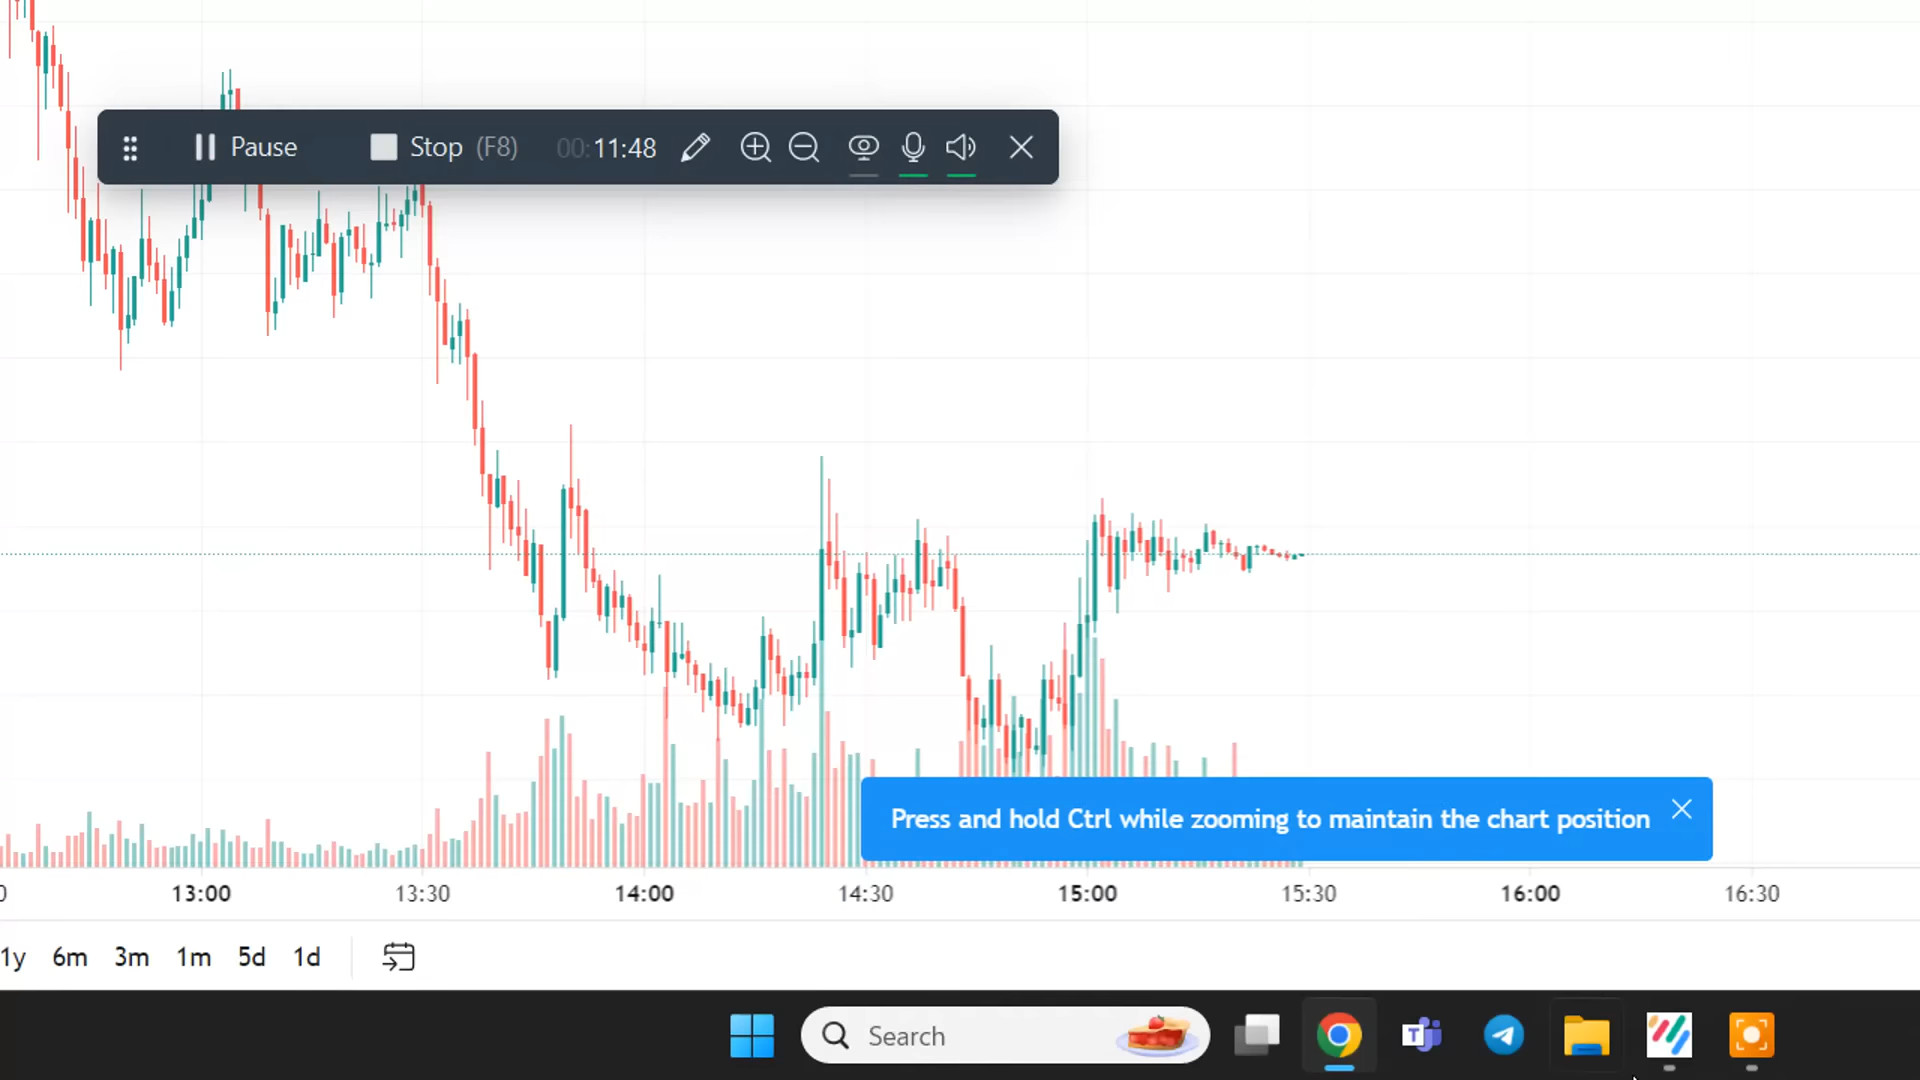 Pause Stop (F8) 00:11:48
Press and hold Ctrl while zooming to maintain the chart position
0 13:00 13:30 14:00 14:30 15:00 15:30 16:00 16:30
1y 6m 3m 1m 5d 1d
Search
T